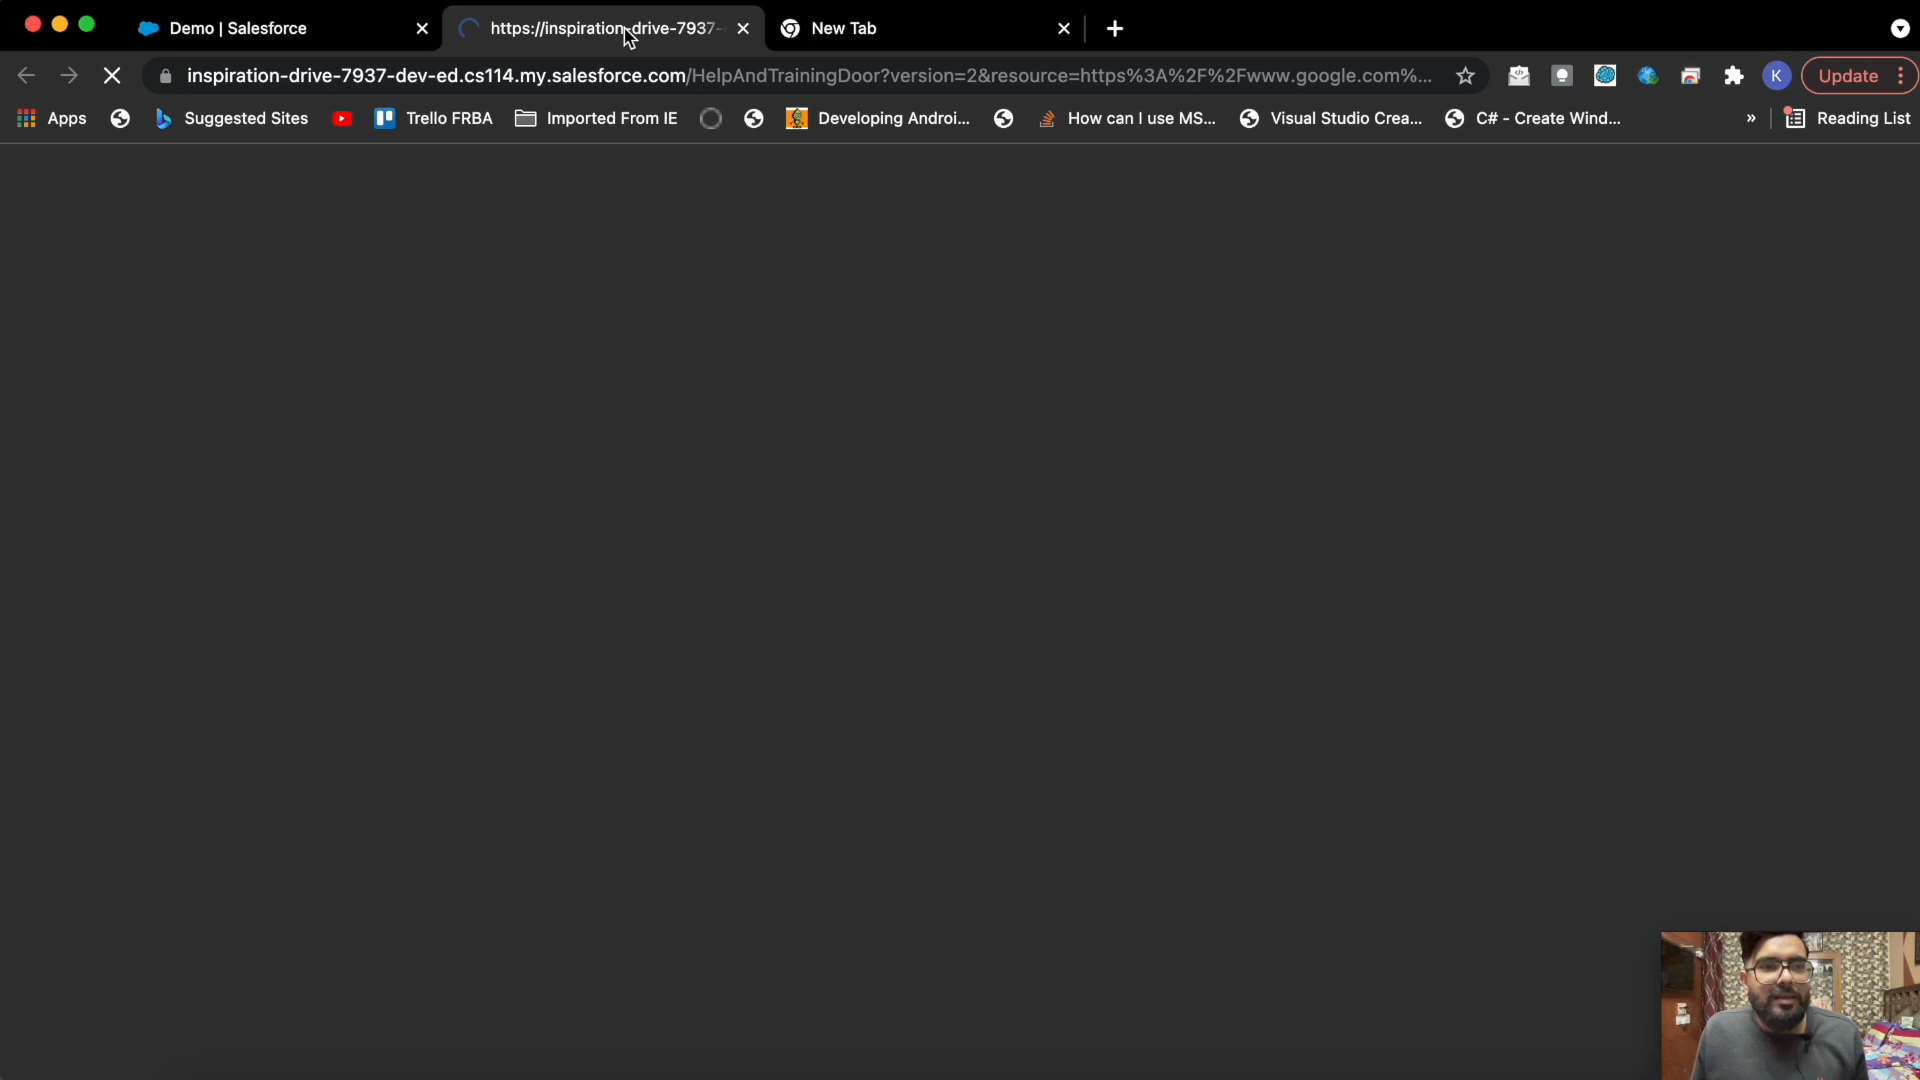 Demo | Salesforce
https://inspiration-drive-7937-
New Tab
inspiration-drive-7937-dev-ed.cs114.my.salesforce.com/HelpAndTrainingDoor?version=2&resource=https%3A%2F%2Fwww.google.com%...
K
Update
Apps
Suggested Sites
Trello FRBA
Imported From IE
Developing Androi...
How can I use MS...
Visual Studio Crea...
C# - Create Wind...
»
Reading List